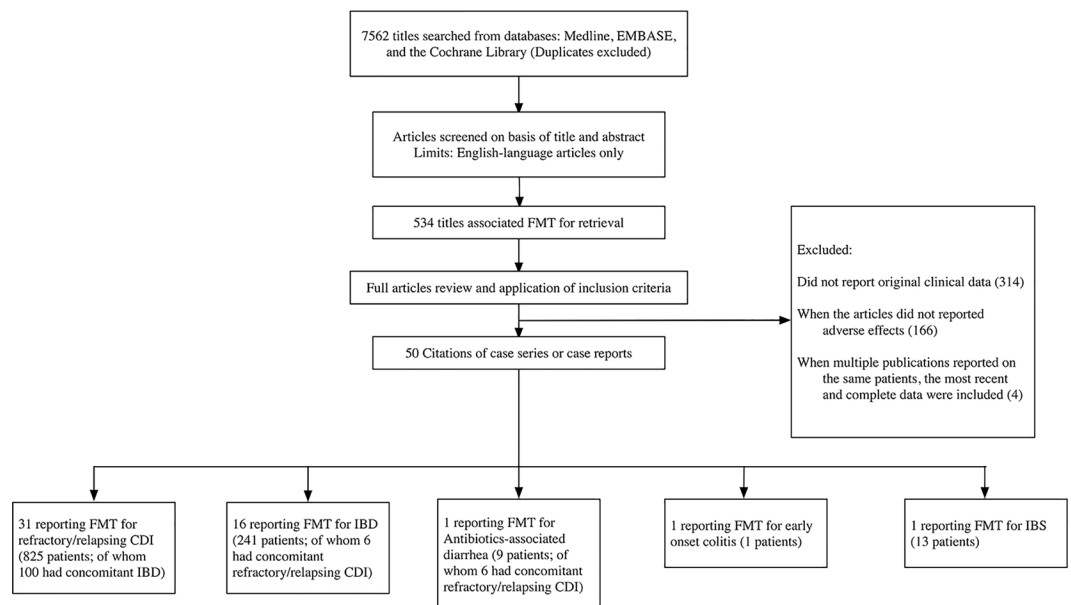 7562 titles searched from databases: Medline, EMBASE,
and the Cochrane Library (Duplicates excluded)
Articles screened on basis of title and abstract
Limits: English-language articles only
534 titles associated FMT for retrieval
Full articles review and application of inclusion criteria
Excluded:
Did not report original clinical data (314)
When the articles did not reported
adverse effects (166)
When multiple publications reported on
the same patients, the most recent
and complete data were included (4)
50 Citations of case series or case reports
31 reporting FMT for
refractory/relapsing CDI
(825 patients; of whom
100 had concomitant IBD)
16 reporting FMT for IBD
(241 patients; of whom 6
had concomitant
refractory/relapsing CDI)
1 reporting FMT for
Antibiotics-associated
diarrhea (9 patients; of
whom 6 had concomitant
refractory/relapsing CDI)
1 reporting FMT for early
onset colitis (1 patients)
1 reporting FMT for IBS
(13 patients)